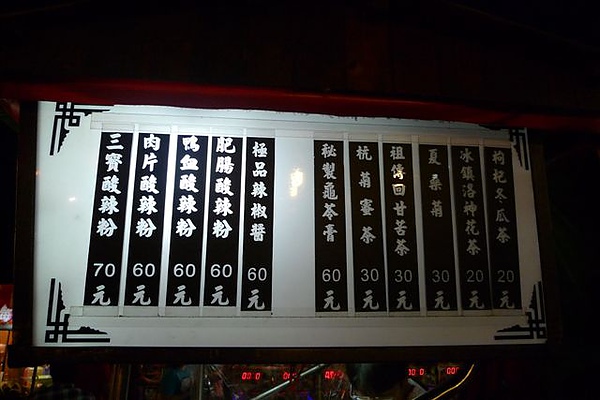 枸杞冬瓜茶 20元
冰鎮洛神花茶 20元
夏桑菊 30元
祖傳回甘苦茶 30元
杭菊蜜茶 30元
秘製龜苓膏 60元
極品辣椒醬 60元
肥腸酸辣粉 60元
鴨血酸辣粉 60元
肉片酸辣粉 60元
三寶酸辣粉 70元